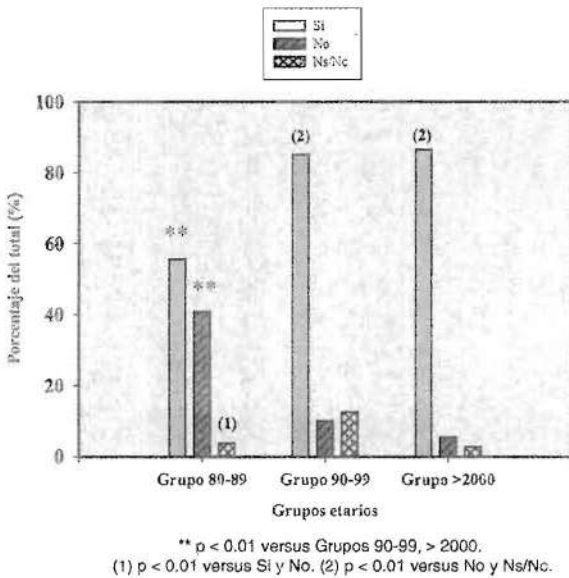 Si
No
Ns/Nc
100
80
60
40
20
0
Porcentaje del total (%)
**
**
(1)
(2)
(2)
Grupo 80-89
Grupo 90-99
Grupo >2000
Grupos etarios
** p < 0.01 versus Grupos 90-99, > 2000.
(1) p < 0.01 versus Si y No. (2) p < 0.01 versus No y Ns/Nc.